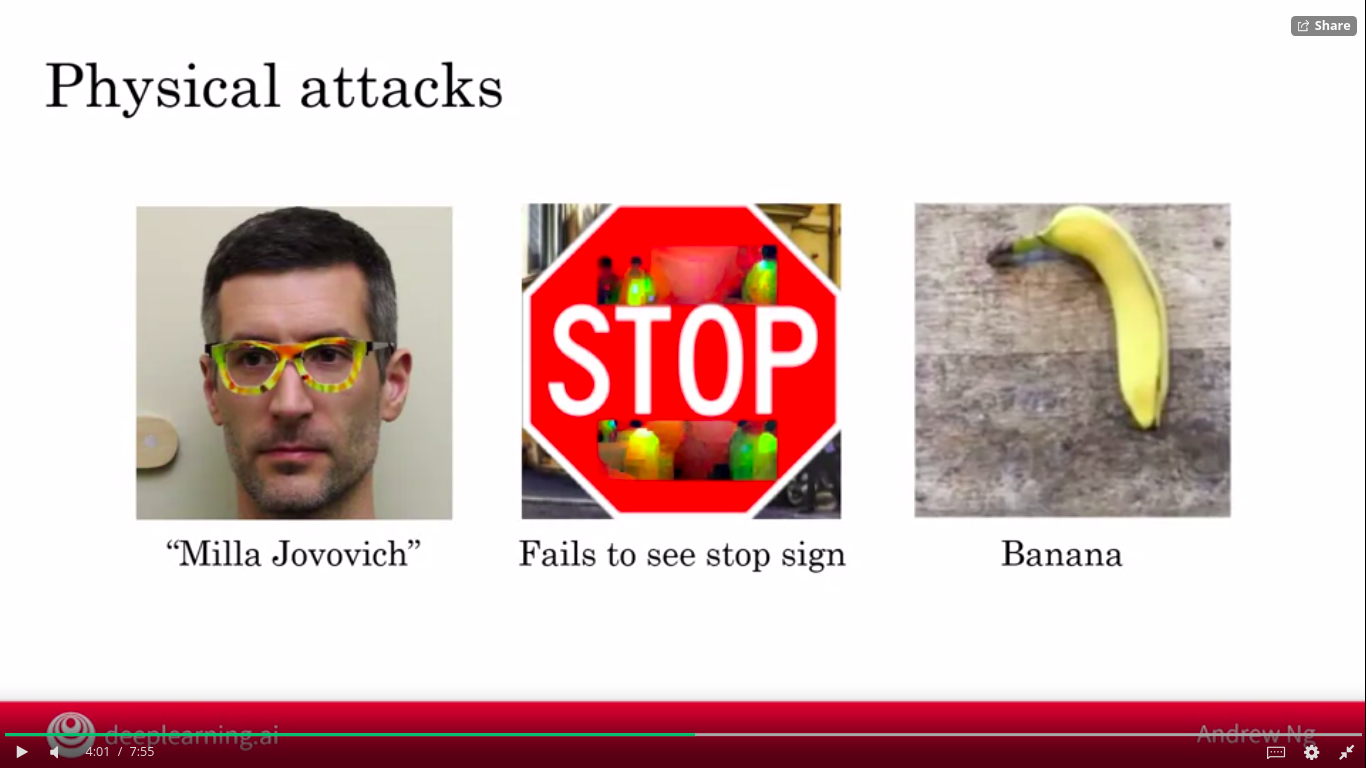 Share
Physical attacks
STOP
“Milla Jovovich”
Fails to see stop sign
Banana
deeplearning.ai
Andrew Ng
4:01 / 7:55